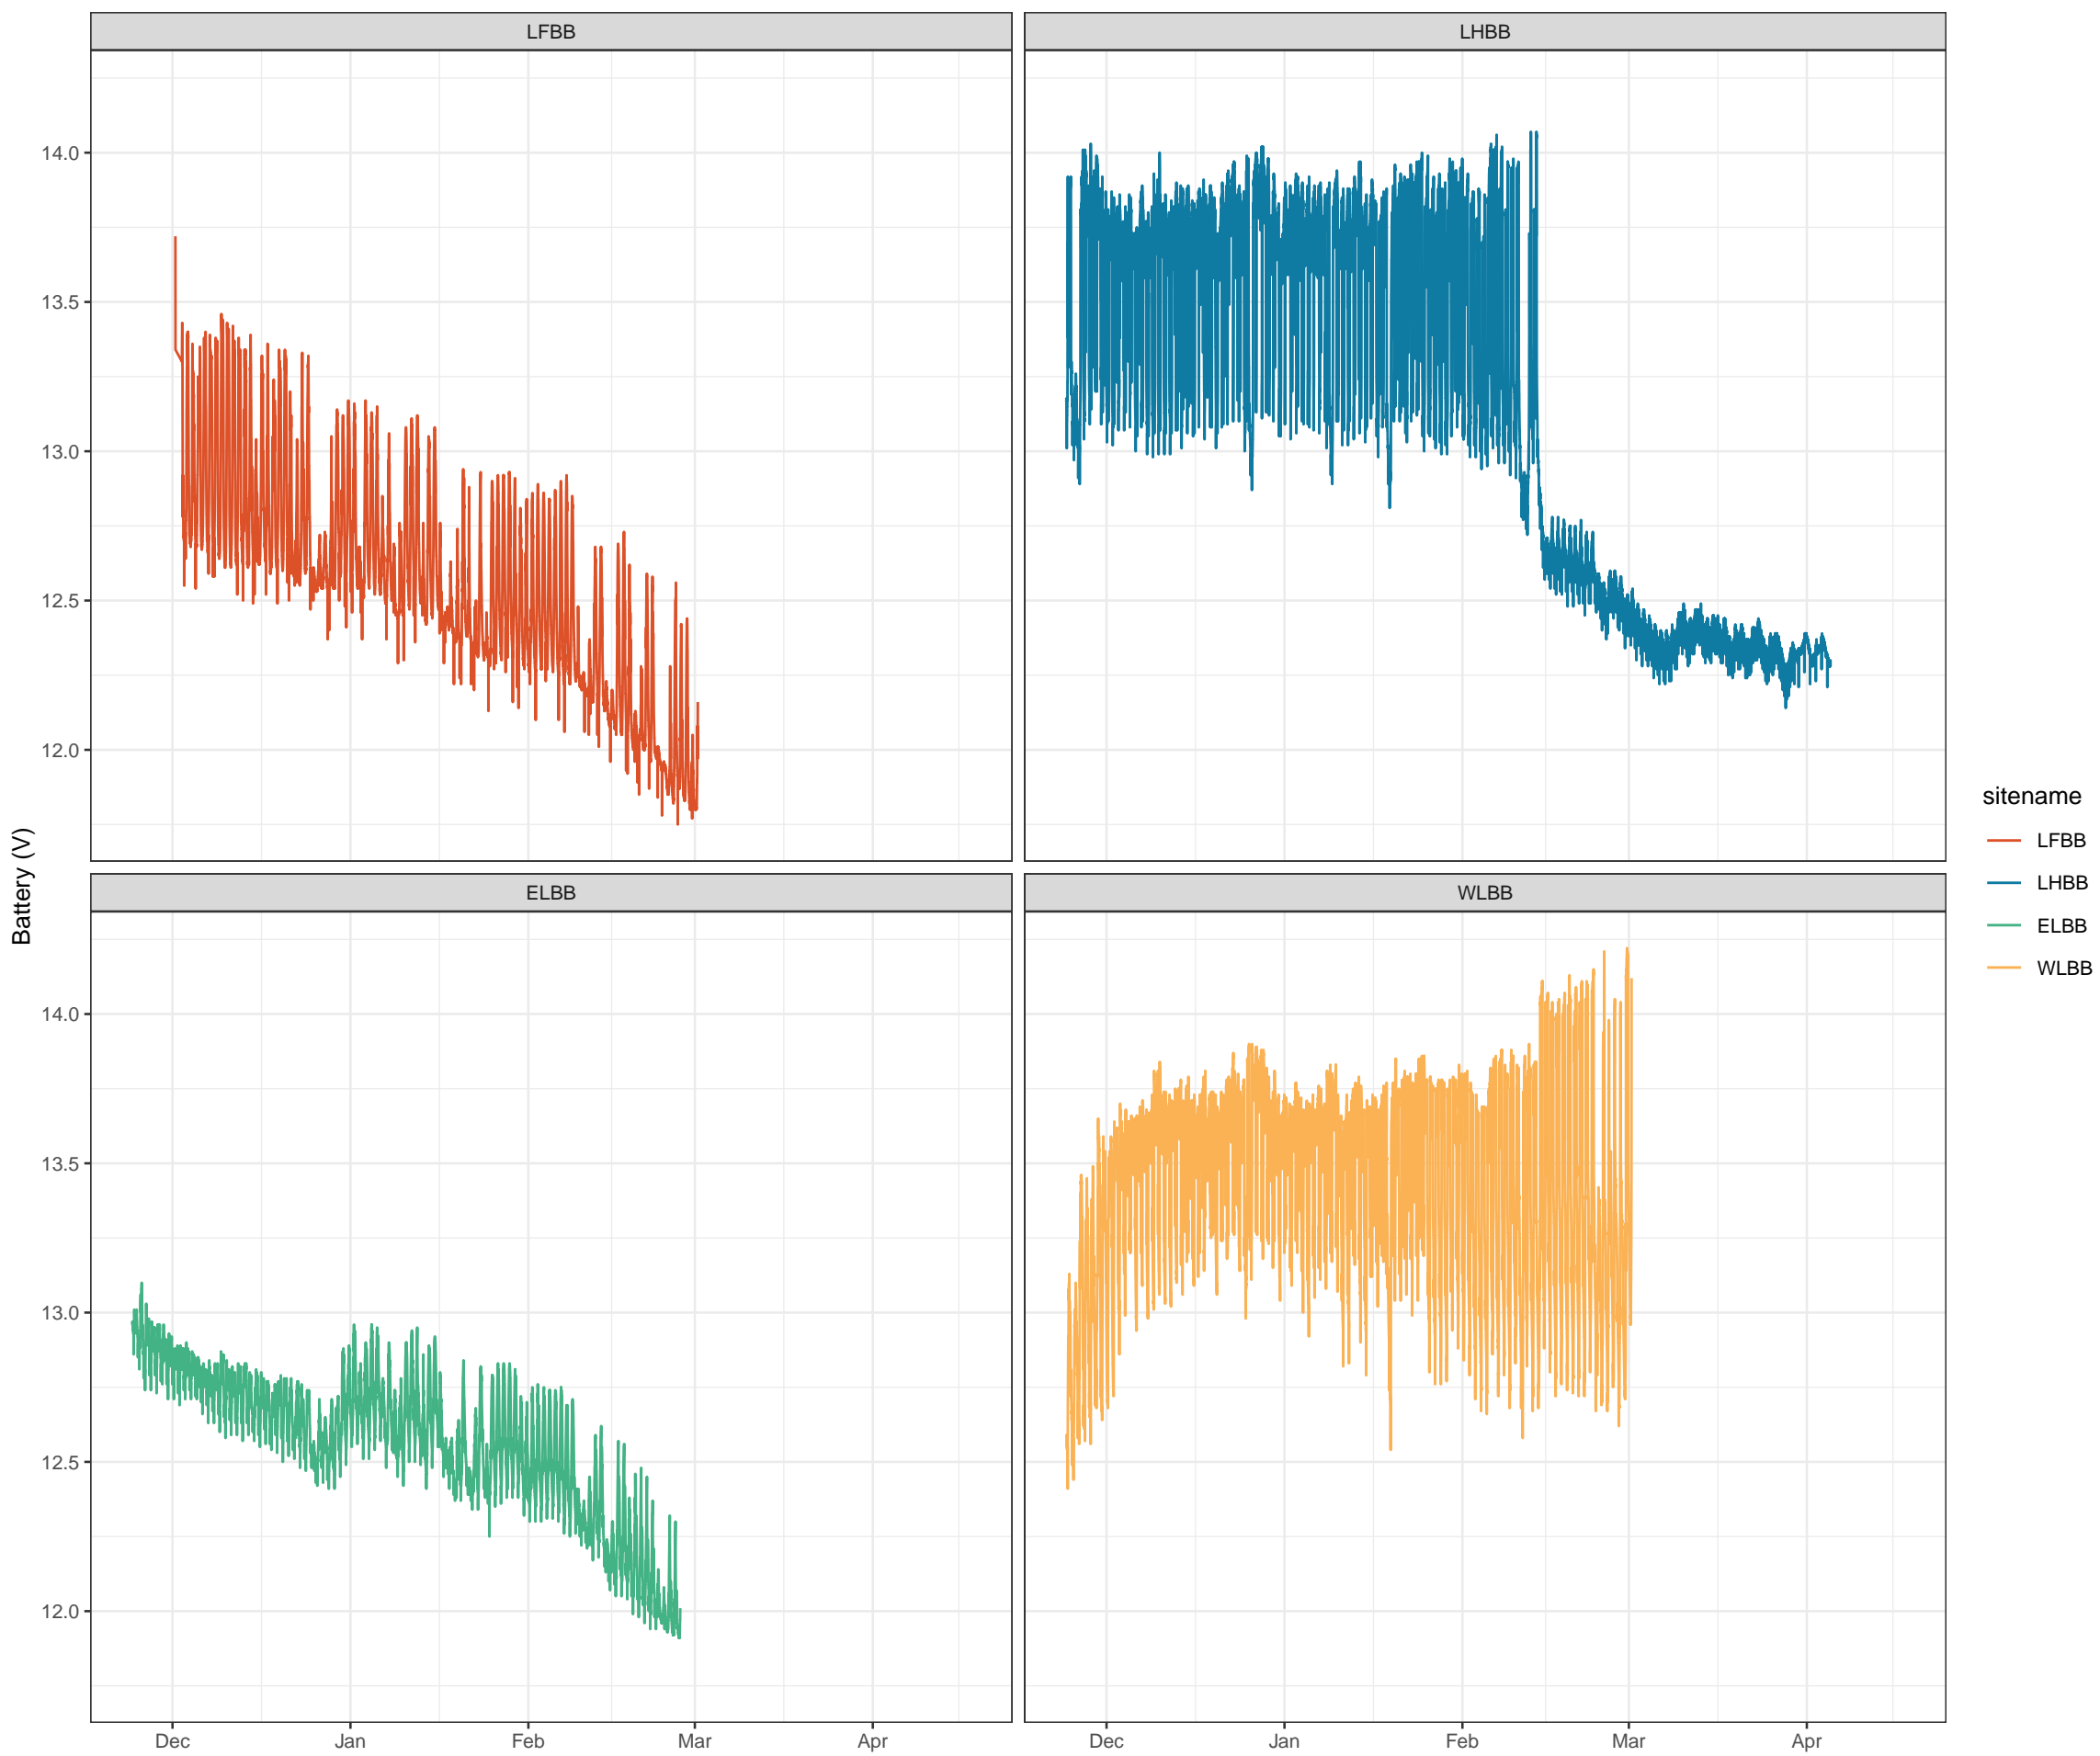 LFBB
LHBB
14.0
13.5
13.0
12.5
12.0
Battery (V)
ELBB
WLBB
14.0
13.5
13.0
12.5
12.0
Dec Jan Feb Mar Apr
Dec Jan Feb Mar Apr
sitename
LFBB
LHBB
ELBB
WLBB